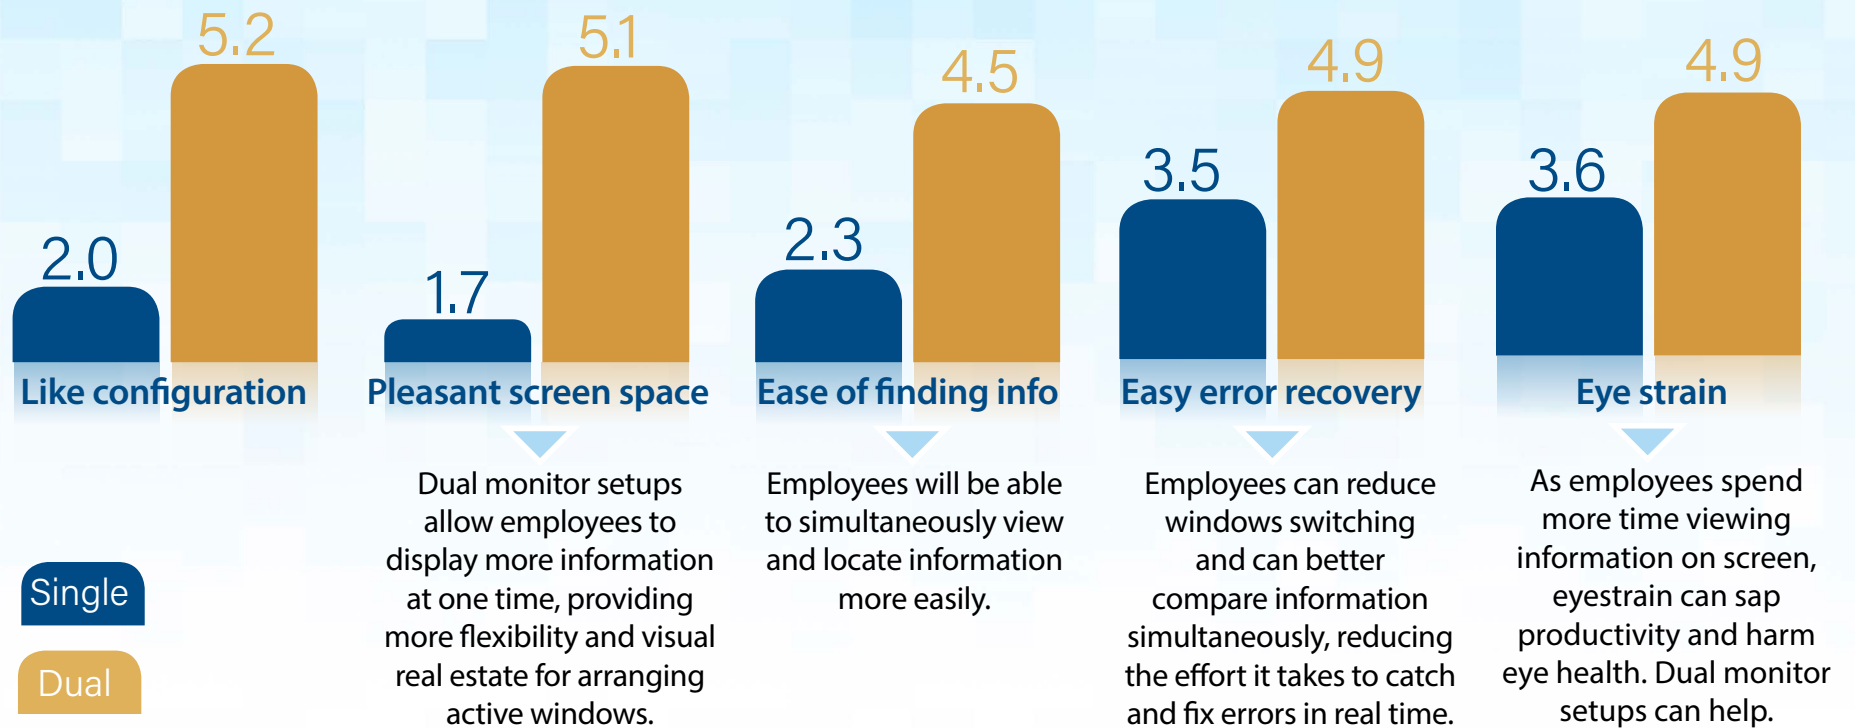 2.0
5.2
Like configuration
1.7
5.1
Pleasant screen space
Dual monitor setups
allow employees to
display more information
at one time, providing
more flexibility and visual
real estate for arranging
active windows.
2.3
4.5
Ease of finding info
Employees will be able
to simultaneously view
and locate information
more easily.
3.5
4.9
Easy error recovery
Employees can reduce
windows switching
and can better
compare information
simultaneously, reducing
the effort it takes to catch
and fix errors in real time.
3.6
4.9
Eye strain
As employees spend
more time viewing
information on screen,
eyestrain can sap
productivity and harm
eye health. Dual monitor
setups can help.
Single
Dual